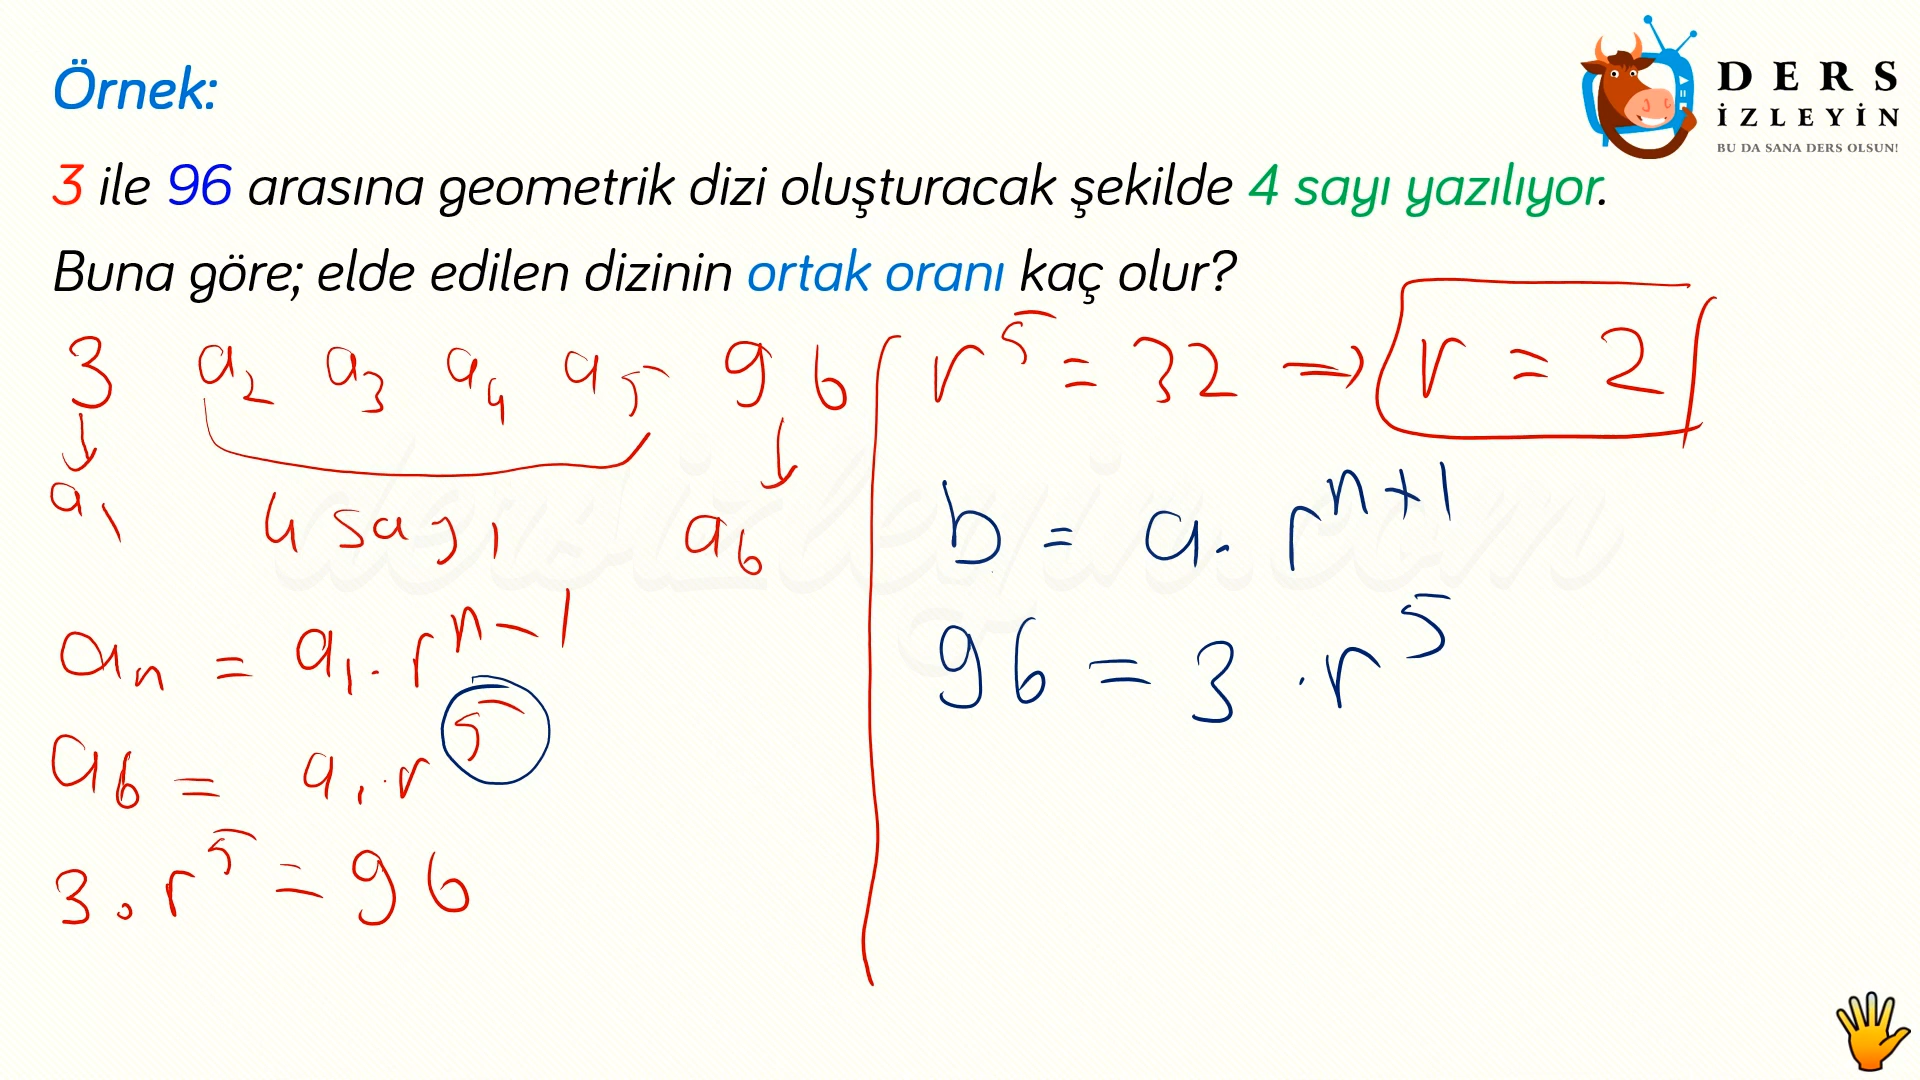 Örnek:
DERS
İZLEYİN
BU DA SANA DERS OLSUN!
3 ile 96 arasına geometrik dizi oluşturacak şekilde 4 sayı yazılıyor.
Buna göre; elde edilen dizinin ortak oranı kaç olur?
3 a₂ a₃ a₄ a₅ 96
a₁ 4 sayı a₆
aₙ = a₁ . rⁿ⁻¹
a₆ = a₁ . r⁵
3 . r⁵ = 96
r⁵ = 32 ⇒ r = 2
b = a . rⁿ⁺¹
96 = 3 . r⁵
dersizleyin.com